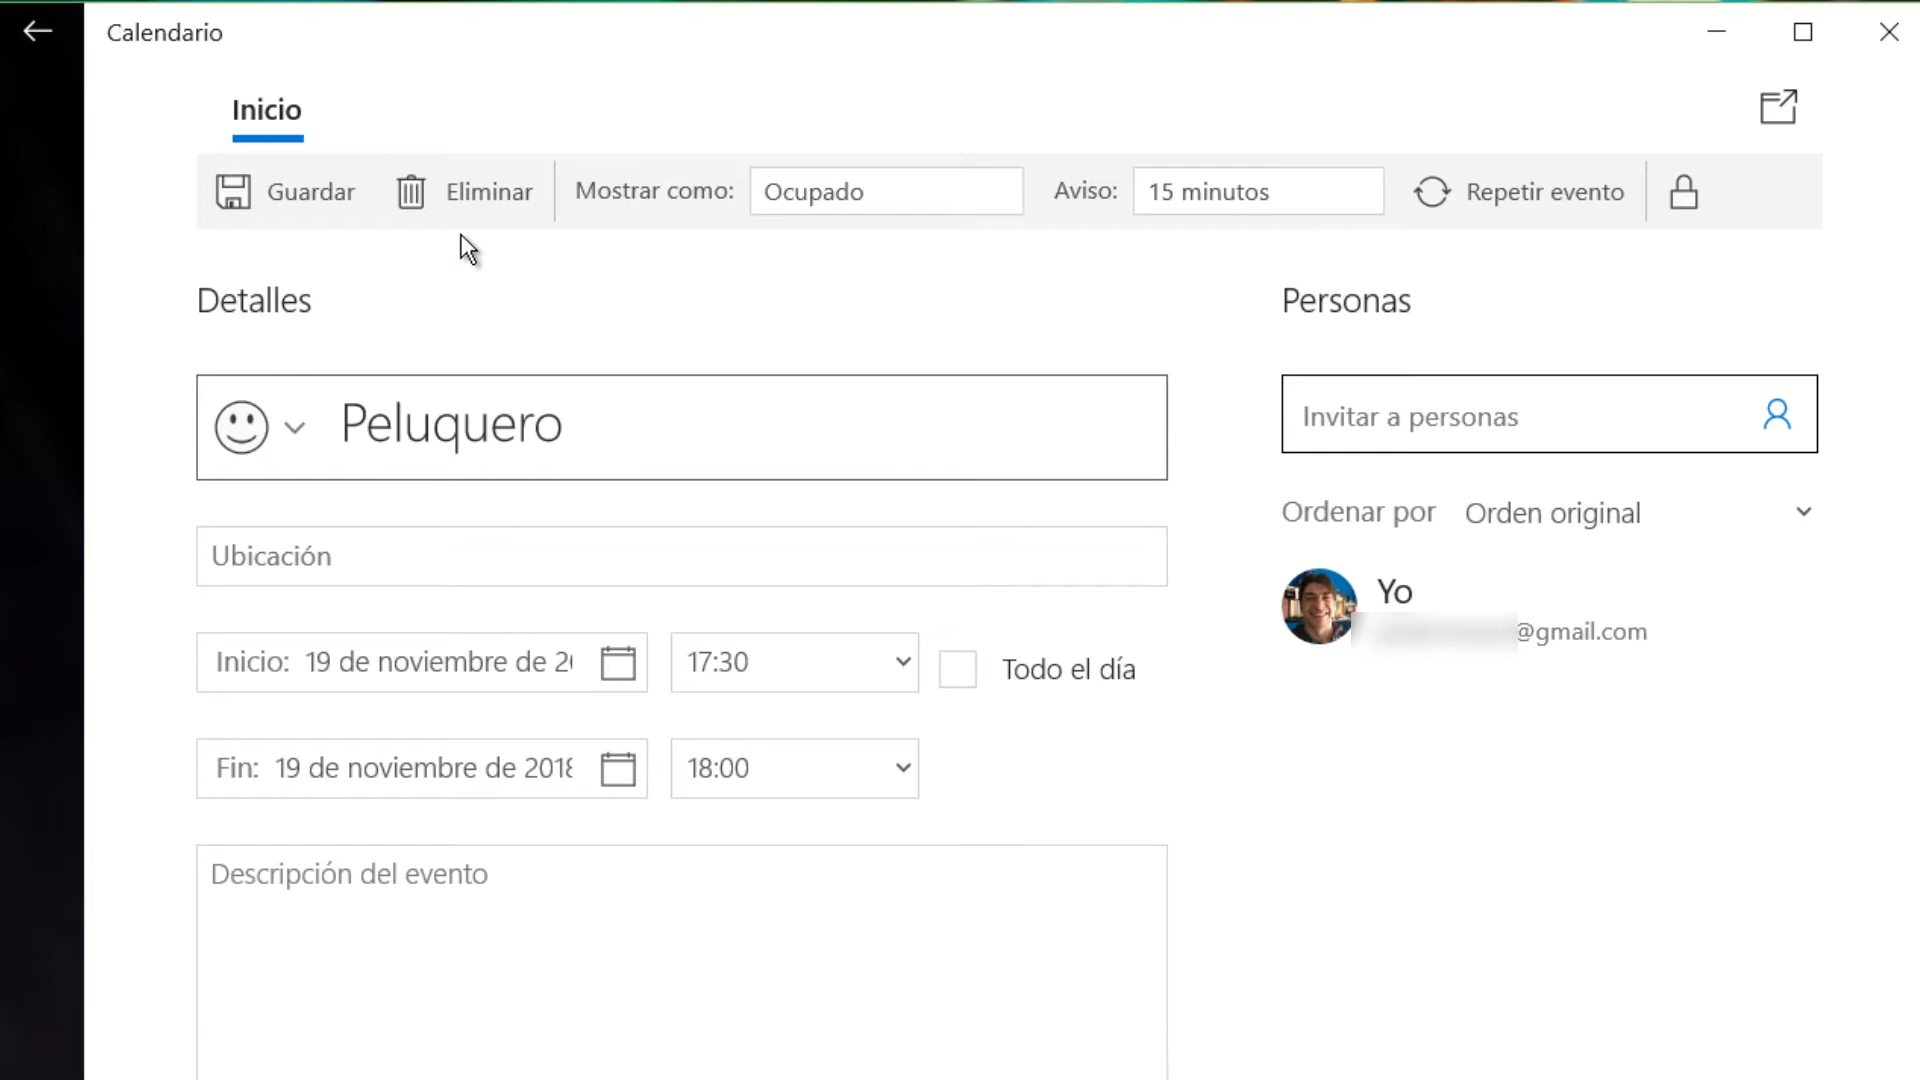 Calendario
Inicio
Guardar Eliminar Mostrar como: Ocupado Aviso: 15 minutos Repetir evento
Detalles
Personas
Peluquero
Invitar a personas
Ubicación
Ordenar por Orden original
Yo
@gmail.com
Inicio: 19 de noviembre de 17:30 Todo el día
Fin: 19 de noviembre de 2018 18:00
Descripción del evento